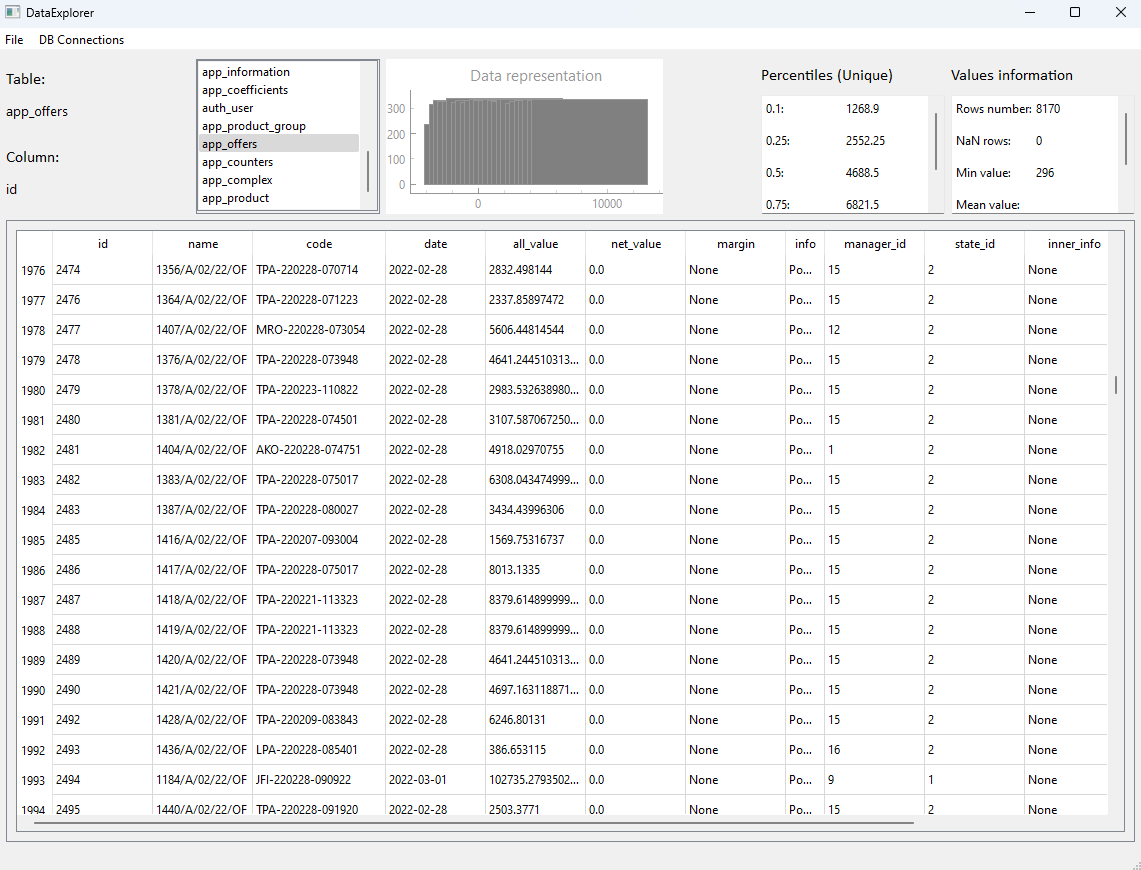 DataExplorer
File DB Connections
Table:
app_offers
Column:
id
app_information
app_coefficients
auth_user
app_product_group
app_offers
app_counters
app_complex
app_product
Data representation
300
200
100
0
0 10000
Percentiles (Unique)
0.1: 1268.9
0.25: 2552.25
0.5: 4688.5
0.75: 6821.5
Values information
Rows number: 8170
NaN rows: 0
Min value: 296
Mean value:
id name code date all_value net_value margin info manager_id state_id inner_info
1976 2474 1356/A/02/22/OF TPA-220228-070714 2022-02-28 2832.498144 0.0 None Po... 15 2 None
1977 2476 1364/A/02/22/OF TPA-220228-071223 2022-02-28 2337.85897472 0.0 None Po... 15 2 None
1978 2477 1407/A/02/22/OF MRO-220228-073054 2022-02-28 5606.44814544 0.0 None Po... 12 2 None
1979 2478 1376/A/02/22/OF TPA-220228-073948 2022-02-28 4641.244510313... 0.0 None Po... 15 2 None
1980 2479 1378/A/02/22/OF TPA-220223-110822 2022-02-28 2983.532638980... 0.0 None Po... 15 2 None
1981 2480 1381/A/02/22/OF TPA-220228-074501 2022-02-28 3107.587067250... 0.0 None Po... 15 2 None
1982 2481 1404/A/02/22/OF AKO-220228-074751 2022-02-28 4918.02970755 0.0 None Po... 1 2 None
1983 2482 1383/A/02/22/OF TPA-220228-075017 2022-02-28 6308.043474999... 0.0 None Po... 15 2 None
1984 2483 1387/A/02/22/OF TPA-220228-080027 2022-02-28 3434.43996306 0.0 None Po... 15 2 None
1985 2485 1416/A/02/22/OF TPA-220207-093004 2022-02-28 1569.75316737 0.0 None Po... 15 2 None
1986 2486 1417/A/02/22/OF TPA-220228-075017 2022-02-28 8013.1335 0.0 None Po... 15 2 None
1987 2487 1418/A/02/22/OF TPA-220221-113323 2022-02-28 8379.614899999... 0.0 None Po... 15 2 None
1988 2488 1419/A/02/22/OF TPA-220221-113323 2022-02-28 8379.614899999... 0.0 None Po... 15 2 None
1989 2489 1420/A/02/22/OF TPA-220228-073948 2022-02-28 4641.244510313... 0.0 None Po... 15 2 None
1990 2490 1421/A/02/22/OF TPA-220228-073948 2022-02-28 4697.163118871... 0.0 None Po... 15 2 None
1991 2492 1428/A/02/22/OF TPA-220209-083843 2022-02-28 6246.80131 0.0 None Po... 15 2 None
1992 2493 1436/A/02/22/OF LPA-220228-085401 2022-02-28 386.653115 0.0 None Po... 16 2 None
1993 2494 1184/A/02/22/OF JFI-220228-090922 2022-03-01 102735.2793502... 0.0 None Po... 9 1 None
1994 2495 1440/A/02/22/OF TPA-220228-091920 2022-02-28 2503.3771 0.0 None Po... 15 2 None